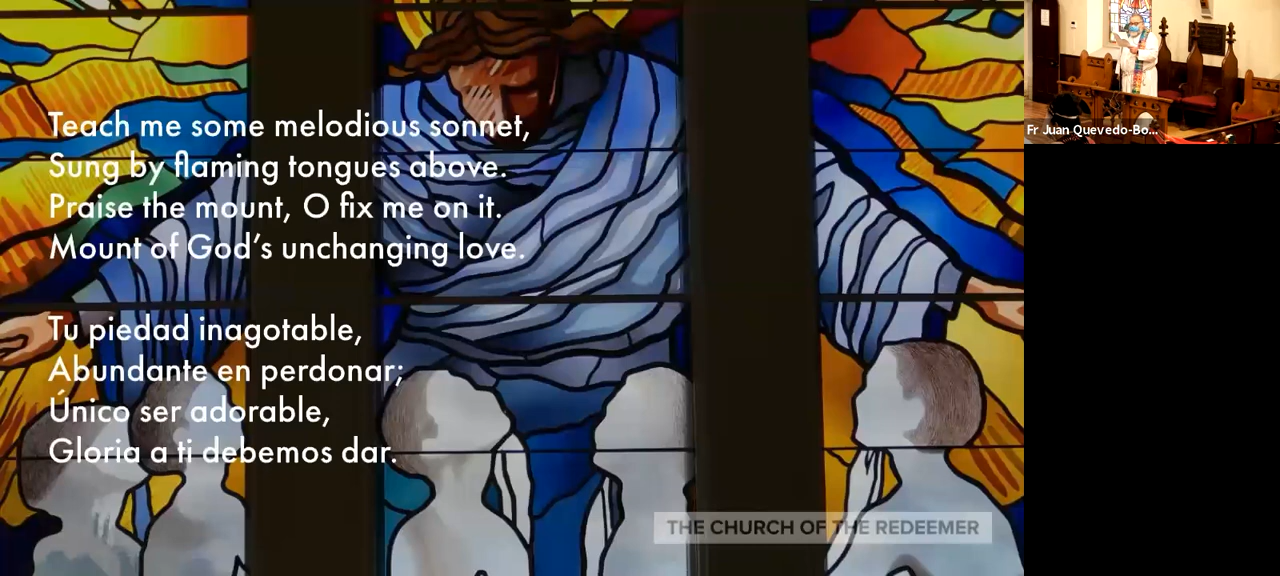 Teach me some melodious sonnet,
Sung by flaming tongues above.
Praise the mount, O fix me on it.
Mount of God's unchanging love.
Tu piedad inagotable,
Abundante en perdonar;
Único ser adorable,
Gloria a ti debemos dar.
THE CHURCH OF THE REDEEMER
Fr Juan Quevedo-Bo...